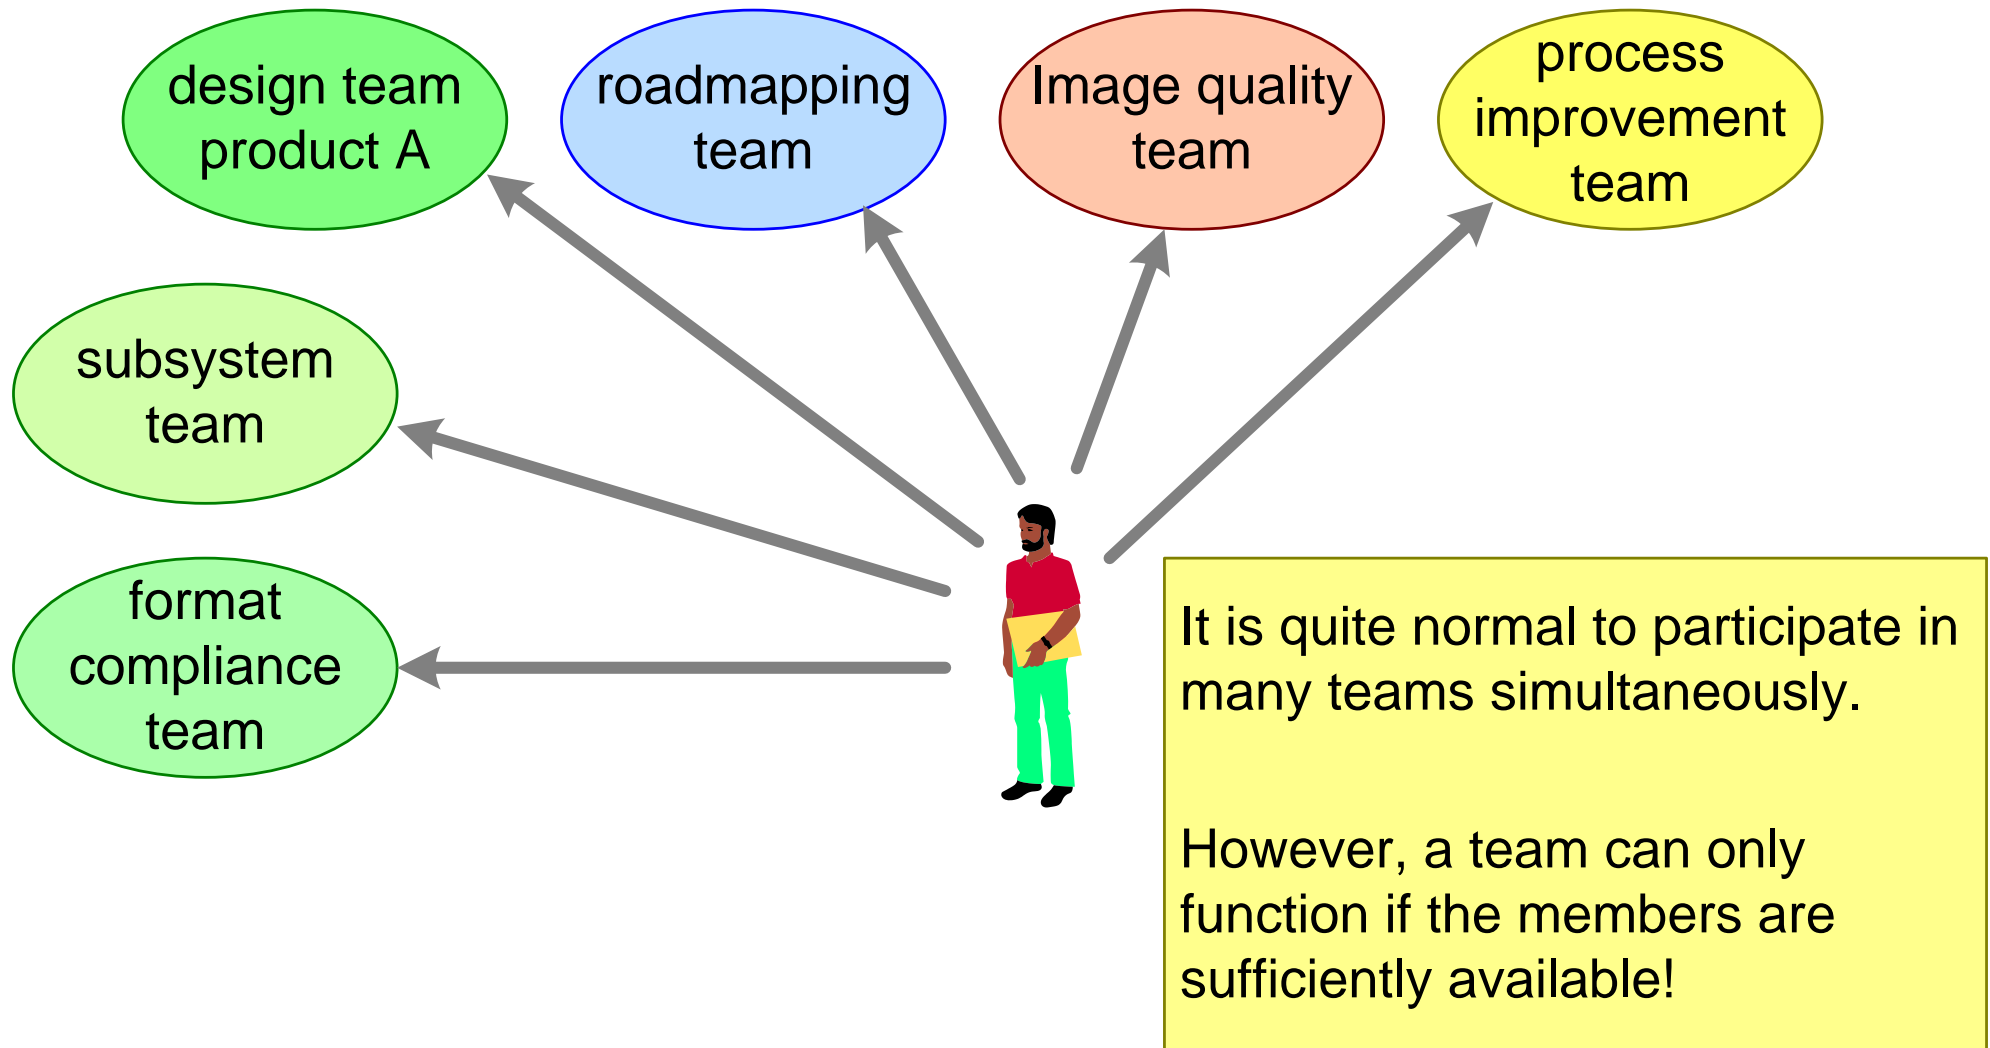 design team
product A
roadmapping
team
Image quality
team
process
improvement
team
subsystem
team
format
compliance
team
It is quite normal to participate in
many teams simultaneously.
However, a team can only
function if the members are
sufficiently available!